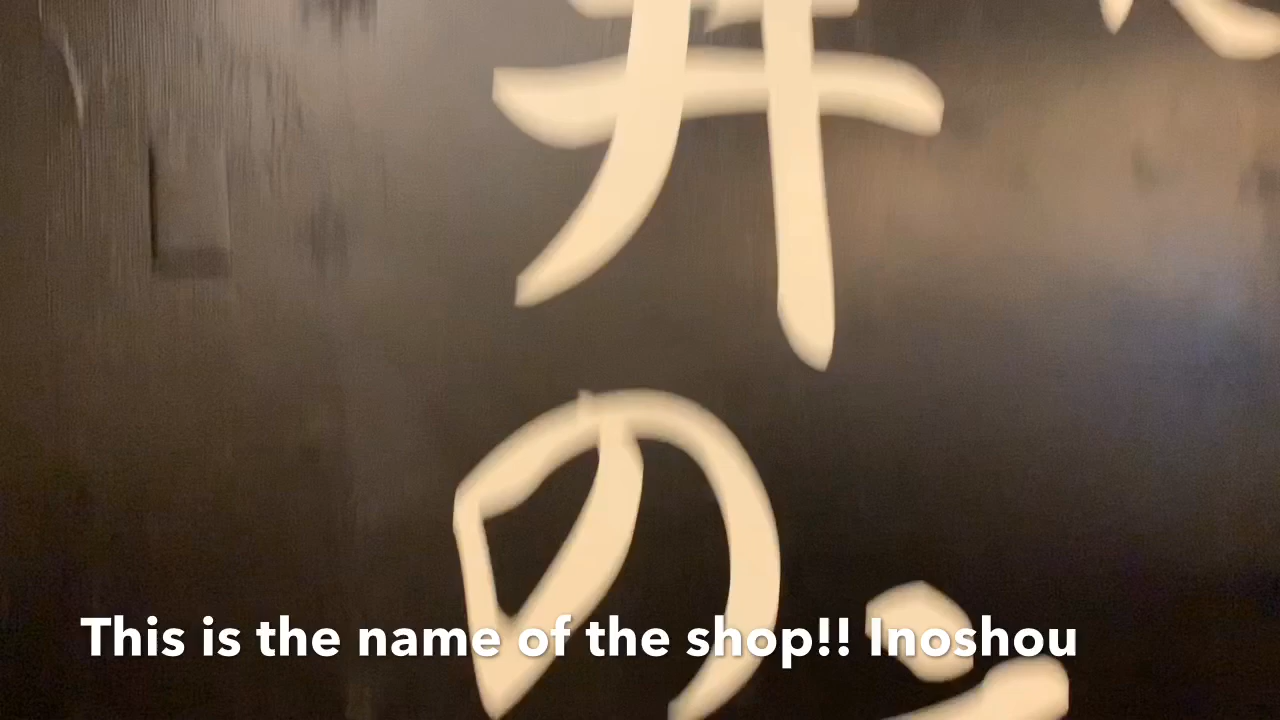 井
の
This is the name of the shop!! Inoshou